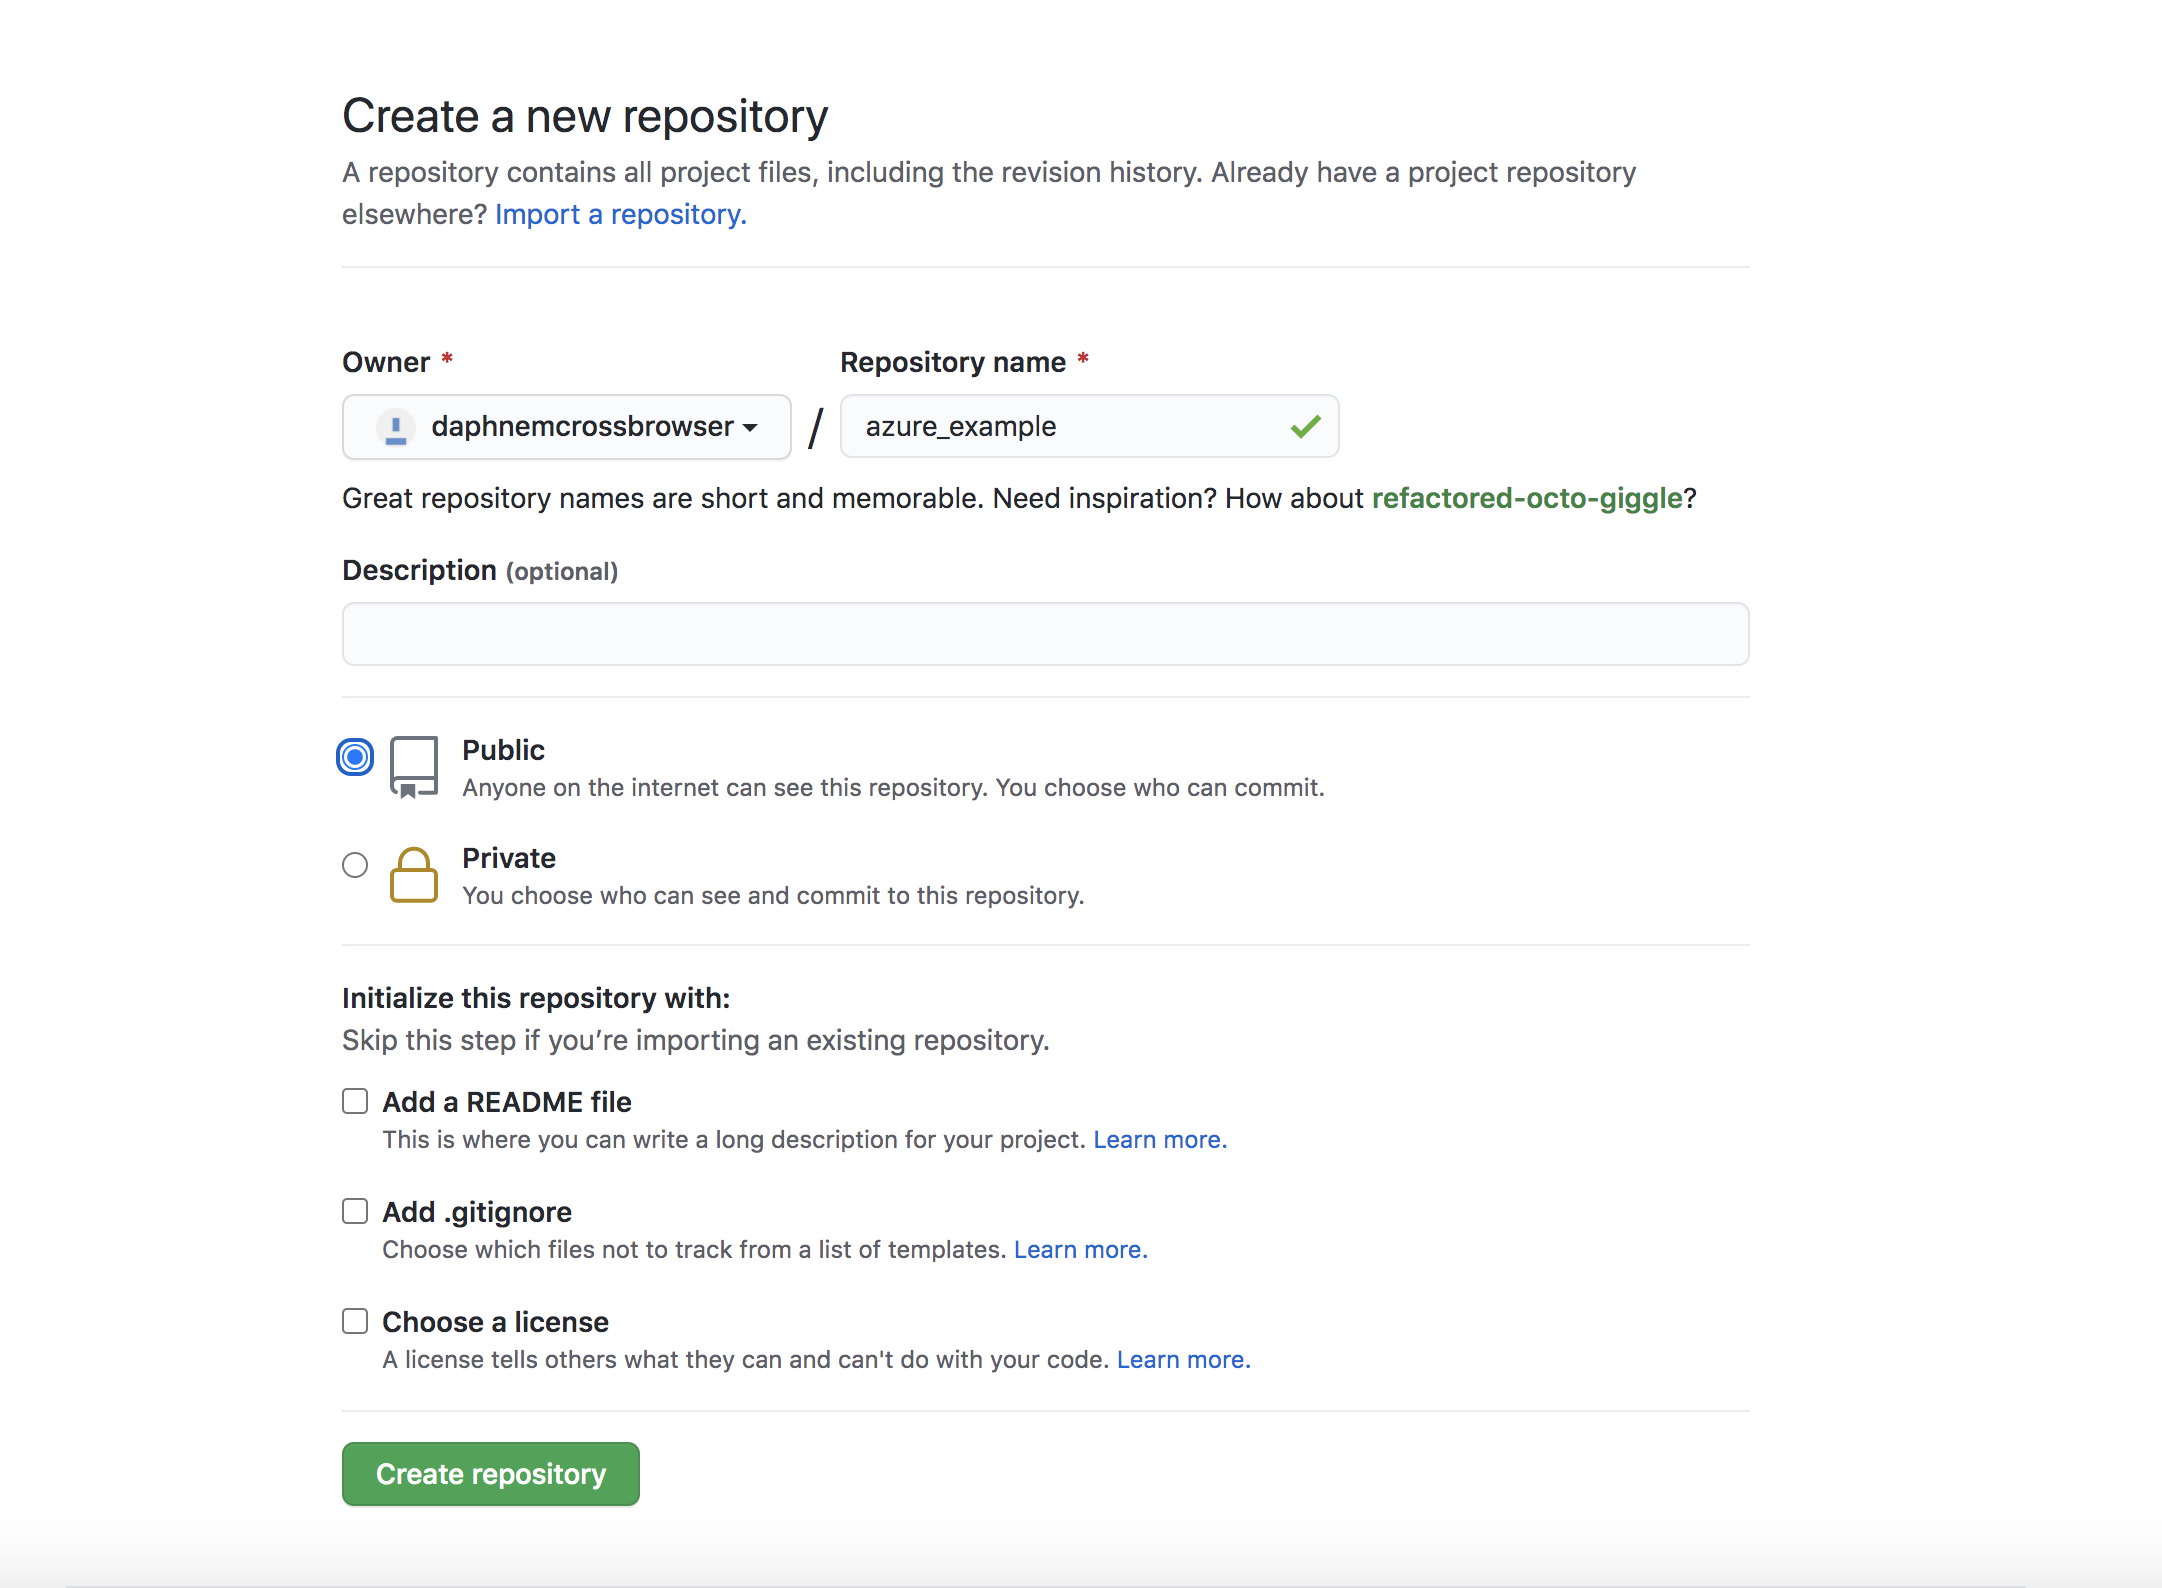 Create a new repository
A repository contains all project files, including the revision history. Already have a project repository
elsewhere? Import a repository.
Owner *
Repository name *
daphnemcrossbrowser
/
azure_example
Great repository names are short and memorable. Need inspiration? How about refactored-octo-giggle?
Description (optional)
Public
Anyone on the internet can see this repository. You choose who can commit.
Private
You choose who can see and commit to this repository.
Initialize this repository with:
Skip this step if you’re importing an existing repository.
Add a README file
This is where you can write a long description for your project. Learn more.
Add .gitignore
Choose which files not to track from a list of templates. Learn more.
Choose a license
A license tells others what they can and can't do with your code. Learn more.
Create repository